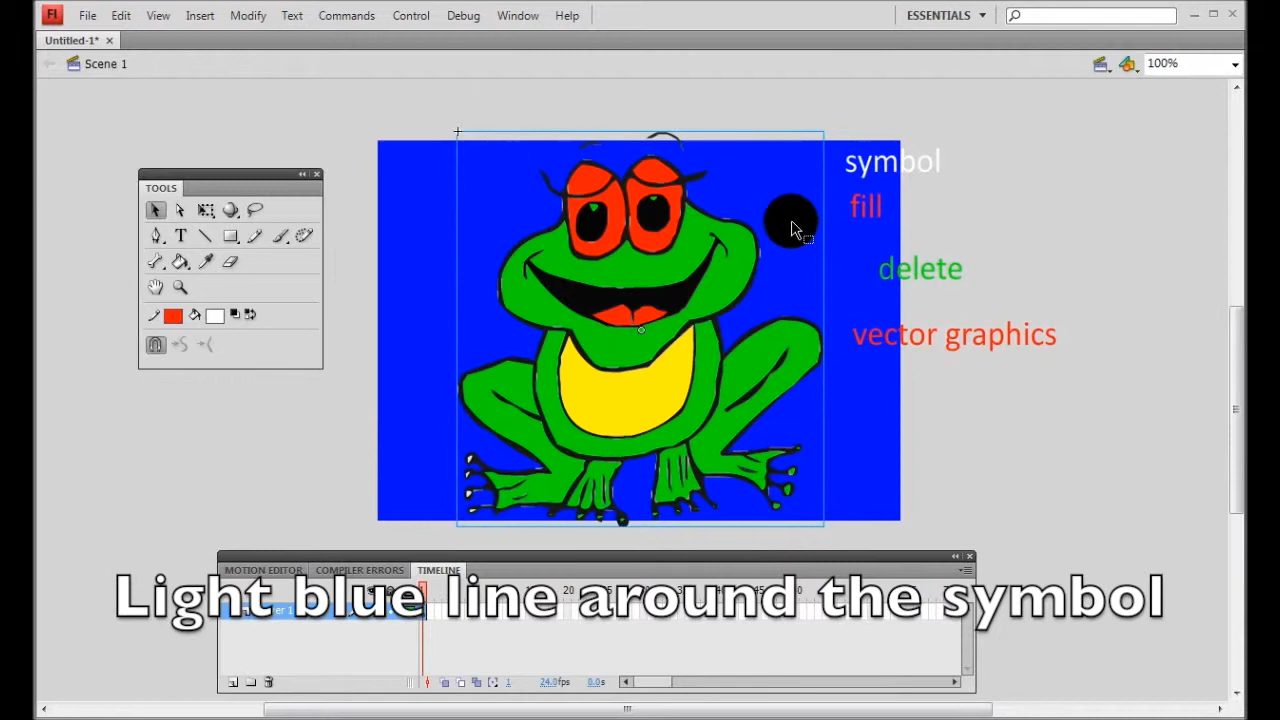 Fl File Edit View Insert Modify Text Commands Control Debug Window Help ESSENTIALS
Untitled-1*
Scene 1 100%
symbol
TOOLS
fill
delete
vector graphics
MOTION EDITOR COMPILER ERRORS TIMELINE
20
Light blue line around the symbol
1 24.0fps 0.0s